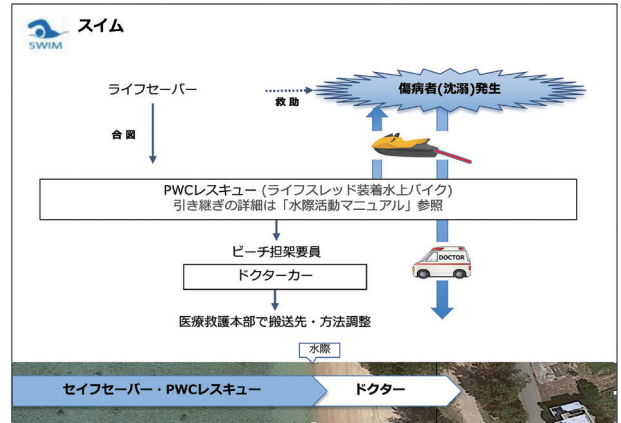 スイム
SWIM
ライフセーバー
救助
傷病者(沈溺)発生
合図
PWCレスキュー (ライフスレッド装着水上バイク)
引き継ぎの詳細は「水際活動マニュアル」参照
ビーチ担架要員
DOCTOR
ドクターカー
医療救護本部で搬送先・方法調整
水際
セイフセーバー・PWCレスキュー
ドクター